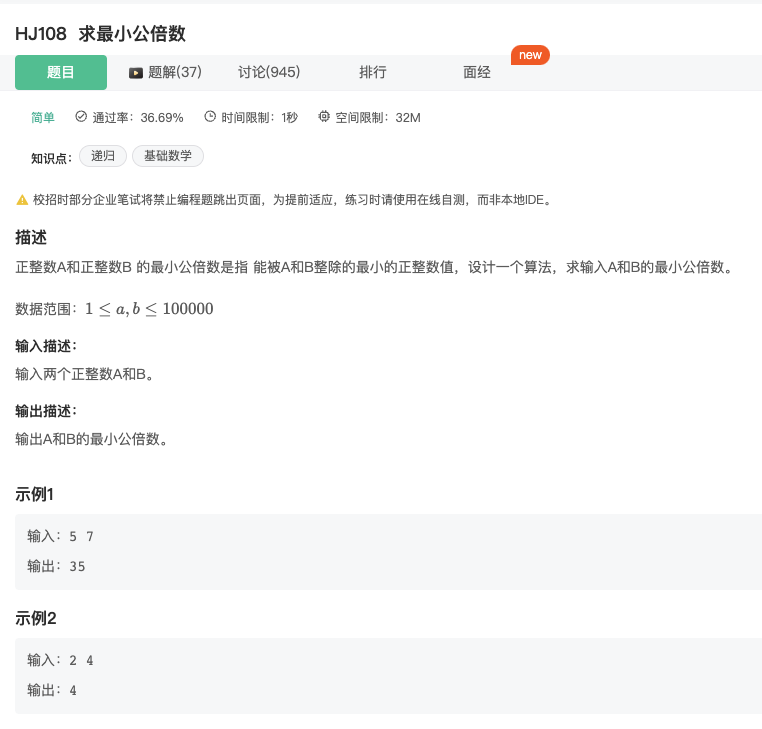 HJ108 求最小公倍数
题目 题解(37) 讨论(945) 排行 面经 new
简单 通过率：36.69% 时间限制：1秒 空间限制：32M
知识点： 递归 基础数学
校招时部分企业笔试将禁止编程题跳出页面，为提前适应，练习时请使用在线自测，而非本地IDE。
描述
正整数A和正整数B 的最小公倍数是指 能被A和B整除的最小的正整数值，设计一个算法，求输入A和B的最小公倍数。
数据范围：1 ≤ a, b ≤ 100000
输入描述：
输入两个正整数A和B。
输出描述：
输出A和B的最小公倍数。
示例1
输入：5 7
输出：35
示例2
输入：2 4
输出：4